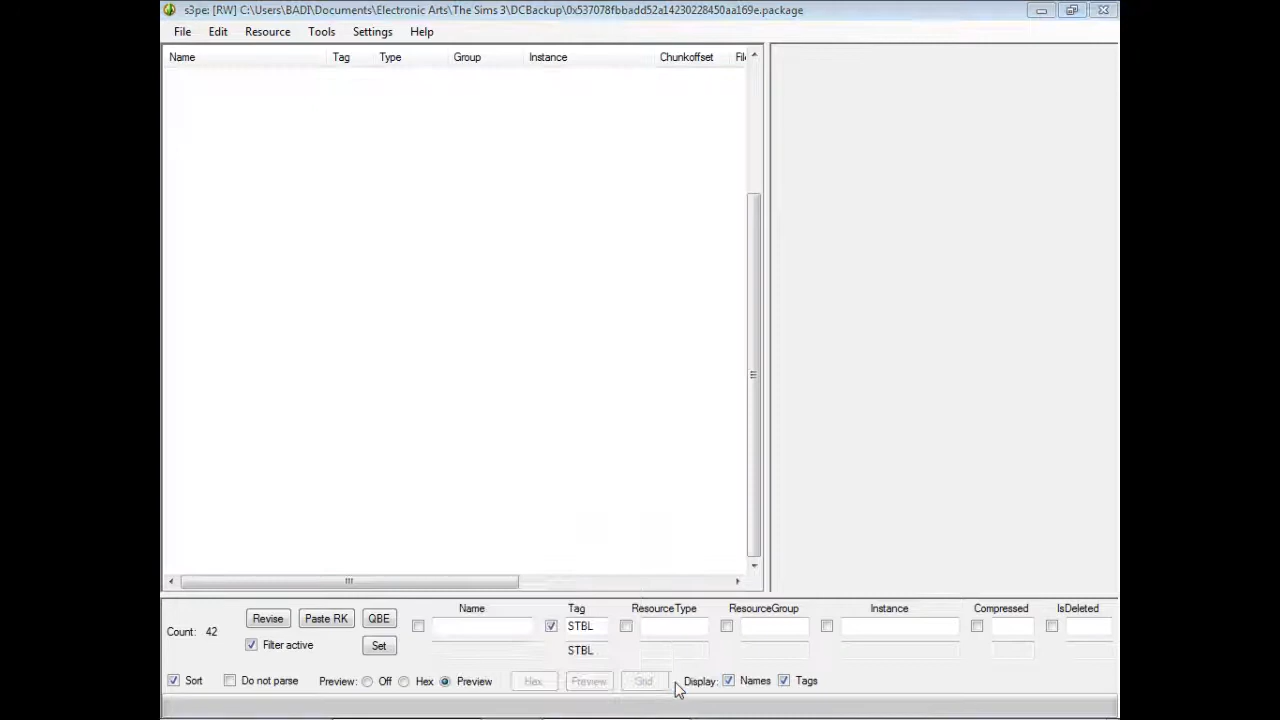 s3pe: [RW] C:\Users\BADI\Documents\Electronic Arts\The Sims 3\DCBackup\0x537078fbbadd52a14230228450aa169e.package
File Edit Resource Tools Settings Help
Name Tag Type Group Instance Chunkoffset File
Name Tag ResourceType ResourceGroup Instance Compressed IsDeleted
Count: 42 Revise Paste RK QBE STBL
Filter active Set STBL
Sort Do not parse Preview: Off Hex Preview Hex Preview Grid Display: Names Tags